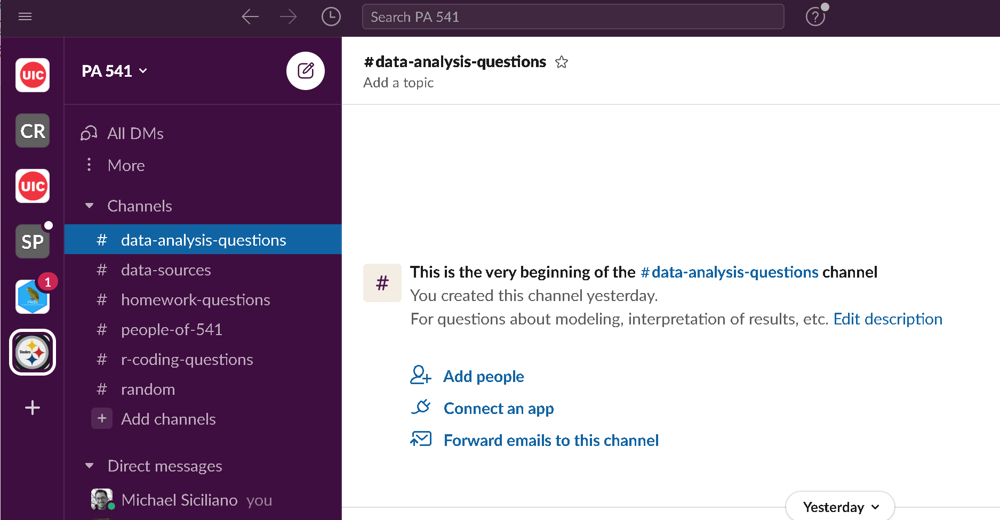 Search PA 541
UIC
CR
UIC
SP
1
r4ds
Steelers
PA 541
All DMs
More
Channels
# data-analysis-questions
# data-sources
# homework-questions
# people-of-541
# r-coding-questions
# random
+ Add channels
Direct messages
Michael Siciliano you
#data-analysis-questions
Add a topic
# This is the very beginning of the #data-analysis-questions channel
You created this channel yesterday.
For questions about modeling, interpretation of results, etc. Edit description
Add people
Connect an app
Forward emails to this channel
Yesterday